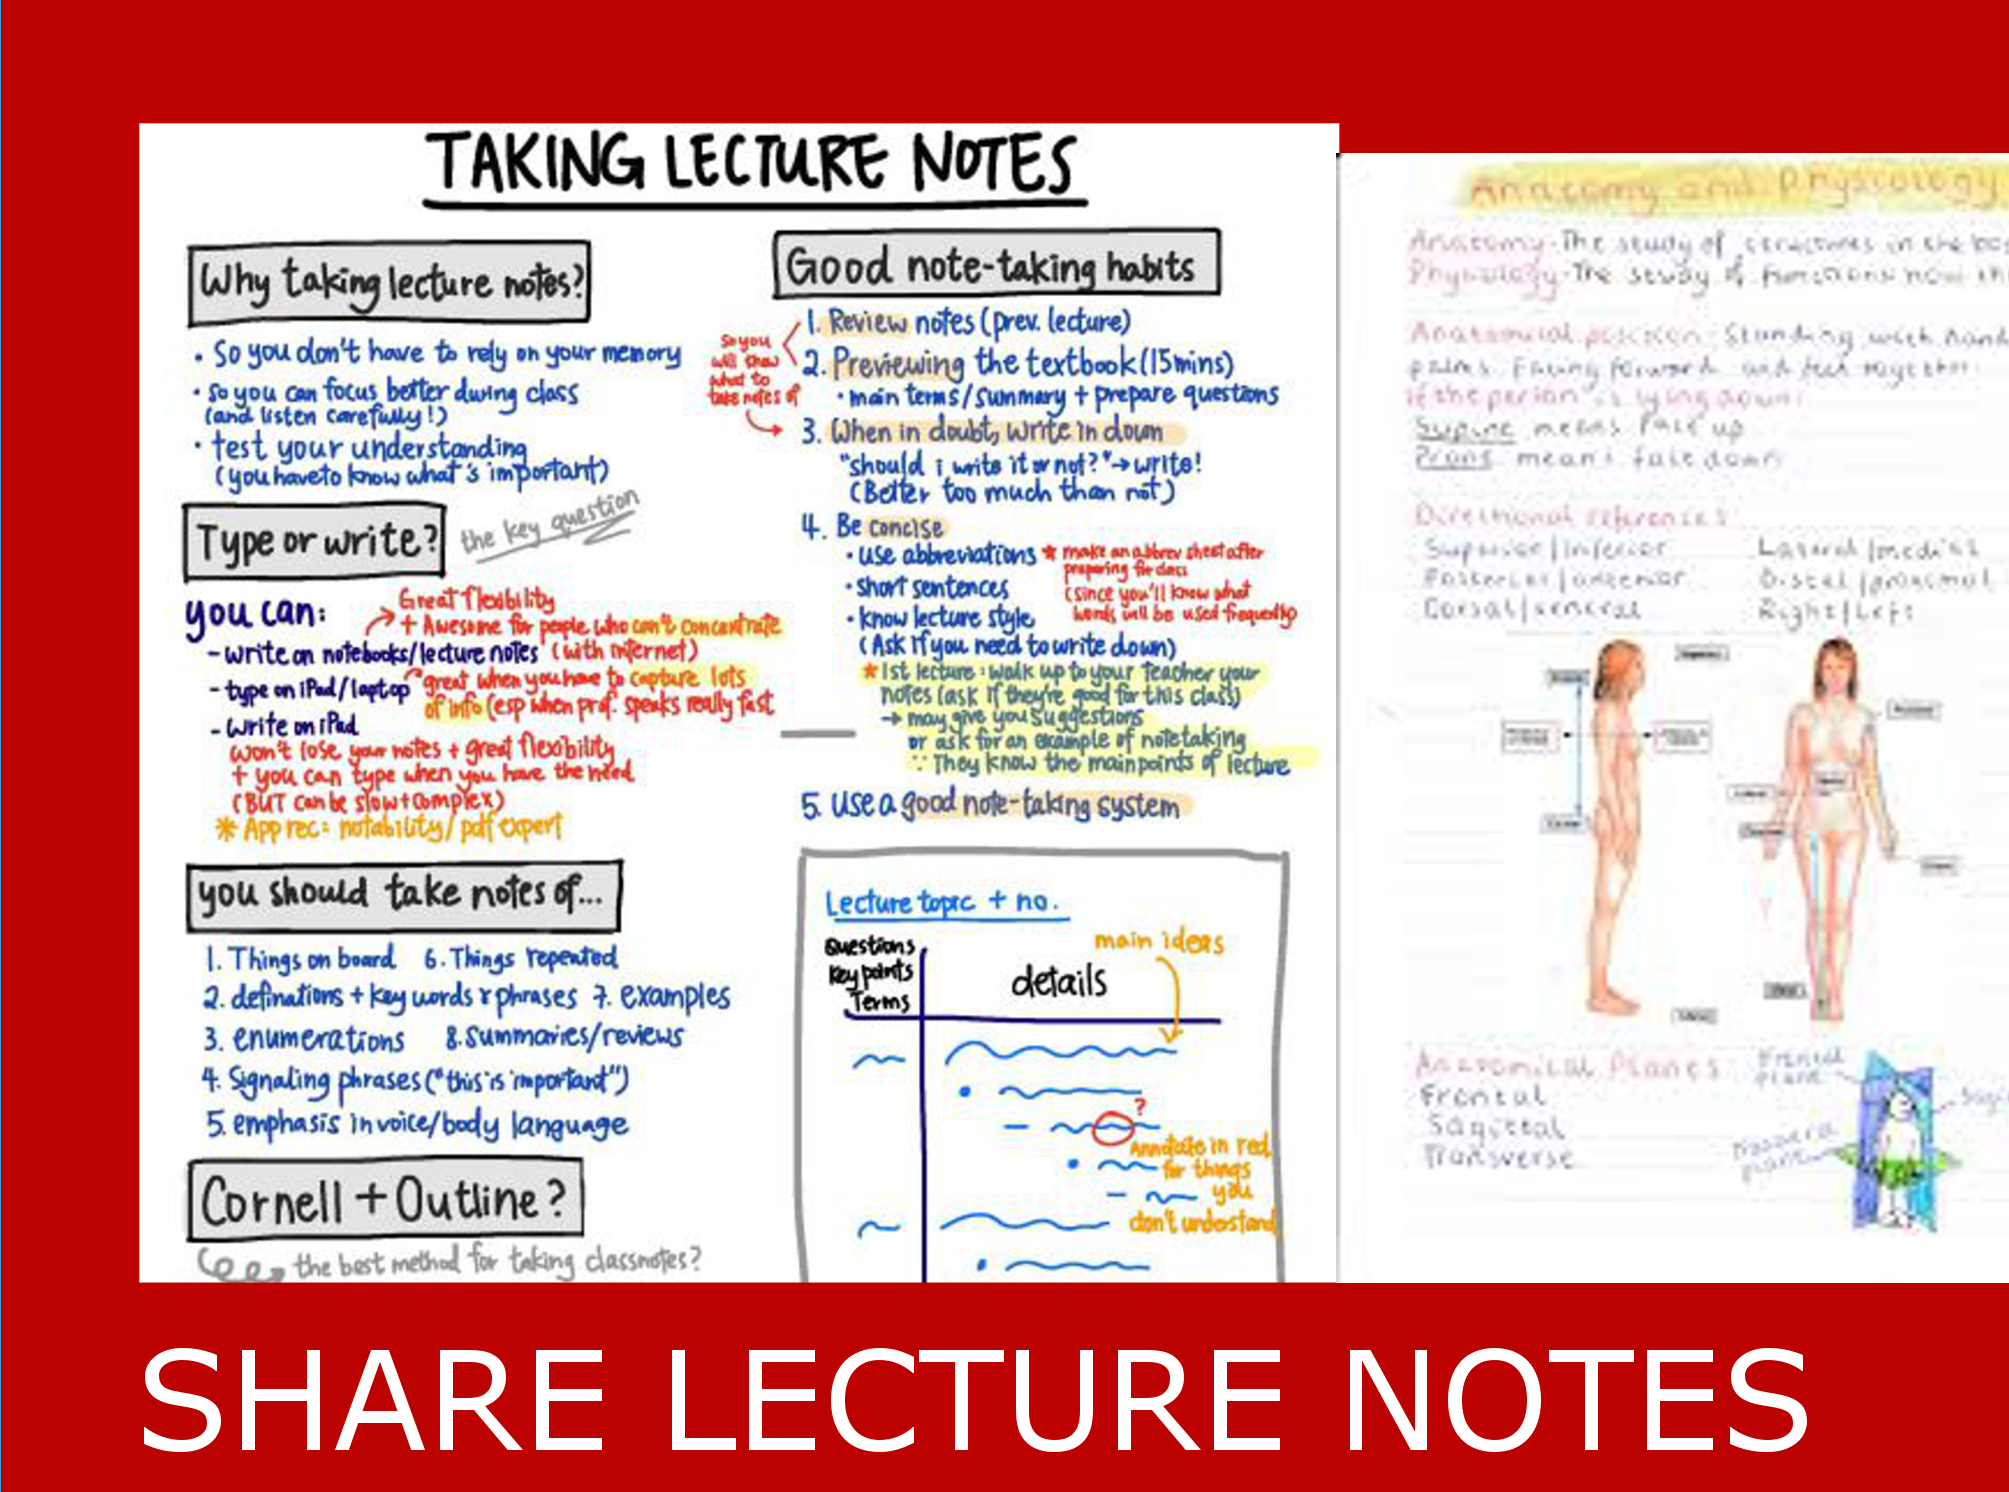 TAKING LECTURE NOTES
Why taking lecture notes?
• So you don't have to rely on your memory
• so you can focus better during class
(and listen carefully!)
• test your understanding
(you have to know what's important)
Type or write?
the key question
you can:
Great flexibility
+ Awesome for people who can't concentrate
- write on notebooks/lecture notes (with internet)
- type on iPad/laptop great when you have to capture lots
of info (esp when prof. speaks really fast
- write on iPad
won't lose your notes + great flexibility
+ you can type when you have the need
(BUT can be slow + complex)
* App rec: notability/pdf expert
you should take notes of...
1. Things on board
2. definations + key words & phrases
3. enumerations
4. Signaling phrases ("this is important")
5. emphasis in voice/body language
6. Things repeated
7. examples
8. Summaries/reviews
Cornell + Outline?
the best method for taking classnotes?
Good note-taking habits
1. Review notes (prev. lecture)
2. Previewing the textbook (15mins)
• main terms/summary + prepare questions
so you
will know
what to
take notes of
3. When in doubt, write in down
"should i write it or not?" → write!
(Better too much than not)
4. Be concise
• use abbreviations
* make an abbrev sheet after
preparing for class
(since you'll know what
words will be used frequently)
• short sentences
• know lecture style
(Ask if you need to write down)
* 1st lecture: walk up to your teacher your
notes (ask if they're good for this class)
→ may give you suggestions
or ask for an example of notetaking
∵ They know the main points of lecture
5. use a good note-taking system
Lecture topic + no.
Questions
Key points
Terms
details
main ideas
?
Annotate in red
for things
you
don't understand
Anatomy and Physiology
Anatomy - The study of structures in the
Physiology - The study of functions how
Anatomical position - Standing with
palms facing forward and feet together
if the person is lying down:
Supine means face up
Prone means face down
Directional references
Superior/inferior
Posterior/anterior
Lateral/medial
Distal/proximal
Right/Left
Anatomical Planes
Frontal
Sagittal
Transverse
Frontal
plane
SHARE LECTURE NOTES